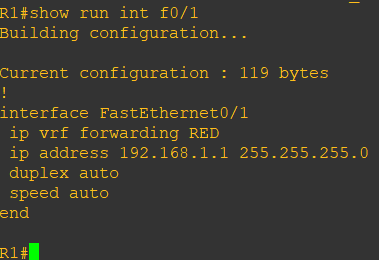 R1#show run int f0/1
Building configuration...
Current configuration : 119 bytes
!
interface FastEthernet0/1
 ip vrf forwarding RED
 ip address 192.168.1.1 255.255.255.0
 duplex auto
 speed auto
end
R1#